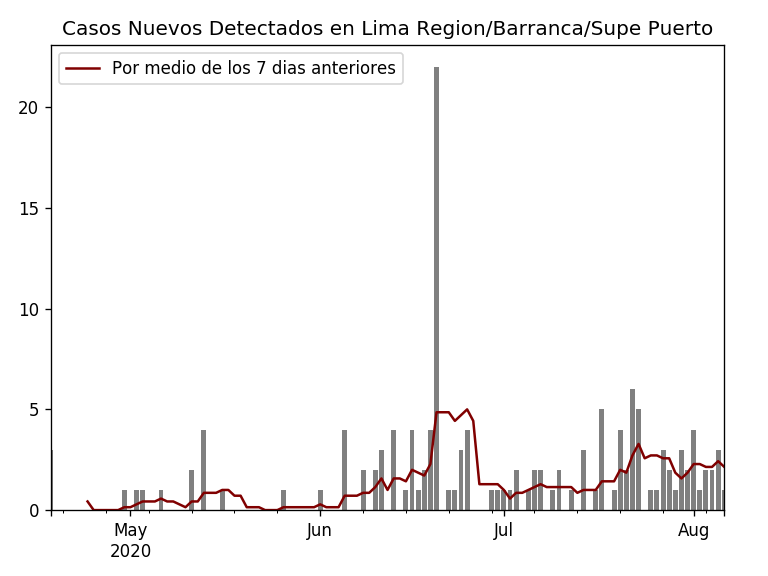 Casos Nuevos Detectados en Lima Region/Barranca/Supe Puerto
Por medio de los 7 dias anteriores
20
15
10
5
0
May
2020
Jun
Jul
Aug